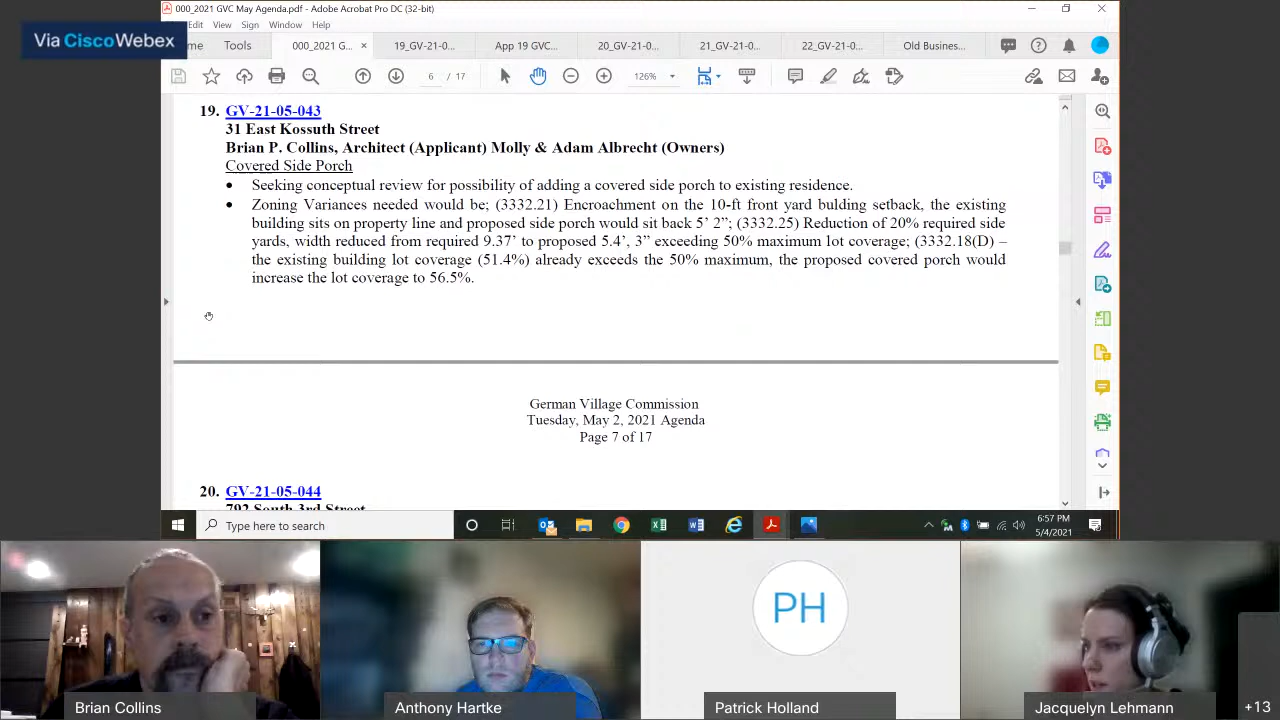 000_2021 GVC May Agenda.pdf - Adobe Acrobat Pro DC (32-bit)
Via Cisco Webex
Edit View Sign Window Help
me Tools 000_2021 G... × 19_GV-21-0... App 19 GVC... 20_GV-21-0... 21_GV-21-0... 22_GV-21-0... Old Business...
6 / 17 126%
19. GV-21-05-043
31 East Kossuth Street
Brian P. Collins, Architect (Applicant) Molly & Adam Albrecht (Owners)
Covered Side Porch
• Seeking conceptual review for possibility of adding a covered side porch to existing residence.
• Zoning Variances needed would be; (3332.21) Encroachment on the 10-ft front yard bulding setback, the existing
building sits on property line and proposed side porch would sit back 5’ 2”; (3332.25) Reduction of 20% required side
yards, width reduced from required 9.37’ to proposed 5.4’, 3” exceeding 50% maximum lot coverage; (3332.18(D) –
the existing building lot coverage (51.4%) already exceeds the 50% maximum, the proposed covered porch would
increase the lot coverage to 56.5%.
German Village Commission
Tuesday, May 2, 2021 Agenda
Page 7 of 17
20. GV-21-05-044
792 South 3rd Street
Type here to search
6:57 PM
5/4/2021
PH
Brian Collins
Anthony Hartke
Patrick Holland
Jacquelyn Lehmann
+13